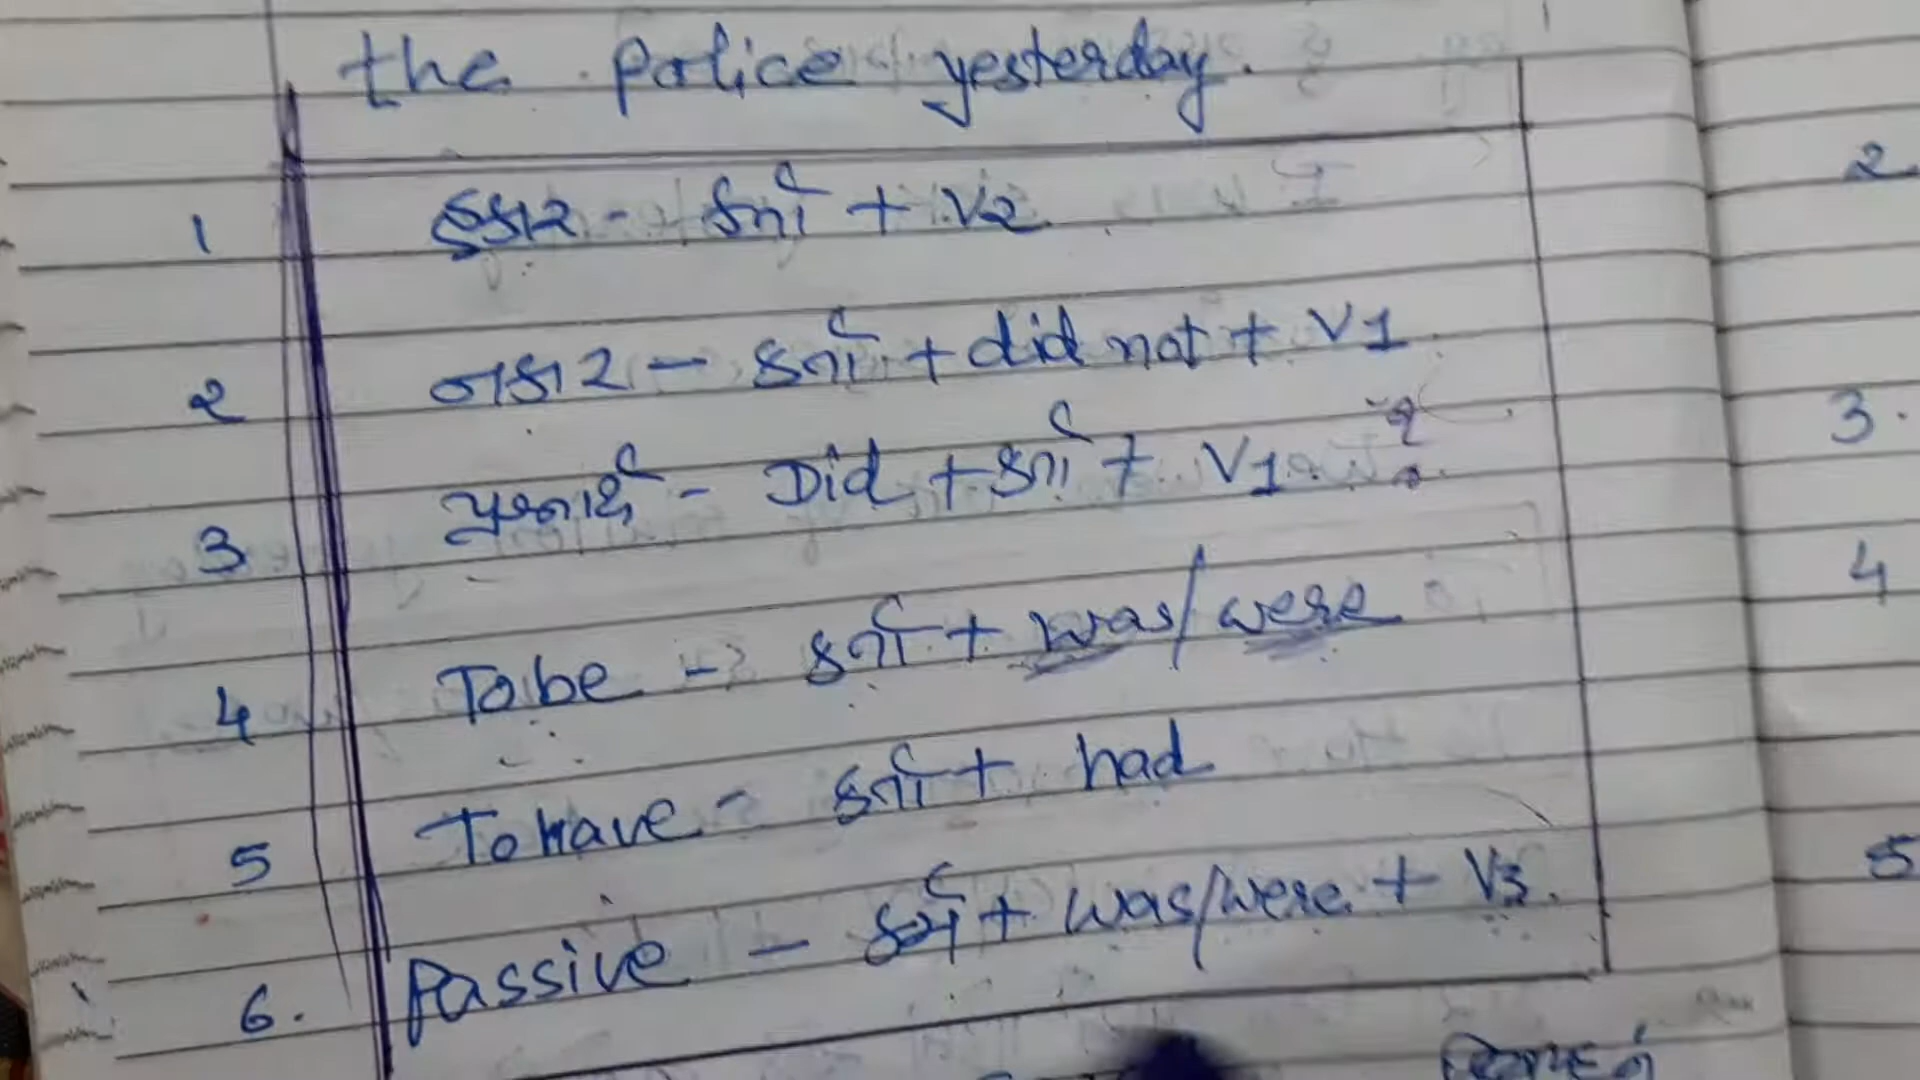 the police yesterday.
1 હકાર - કર્તા + V2
2 નકાર - કર્તા + did not + V1
3 પ્રશ્નાર્થ - Did + કર્તા + V1 ?
4 To be - કર્તા + was/were
5 To have - કર્તા + had
6. Passive - કર્મ + was/were + V3.
2
3.
4
5